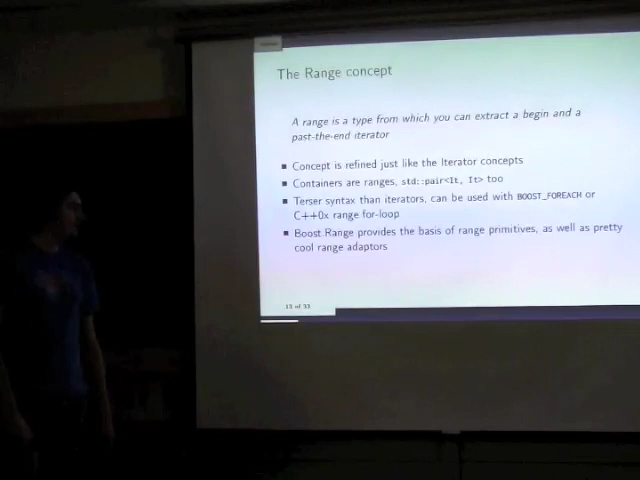 The Range concept
A range is a type from which you can extract a begin and a
past-the-end iterator
Concept is refined just like the Iterator concepts
Containers are ranges, std::pair<It, It> too
Terser syntax than iterators, can be used with BOOST_FOREACH or
C++0x range for-loop
Boost Range provides the basis of range primitives, as well as pretty
cool range adaptors
13 of 33